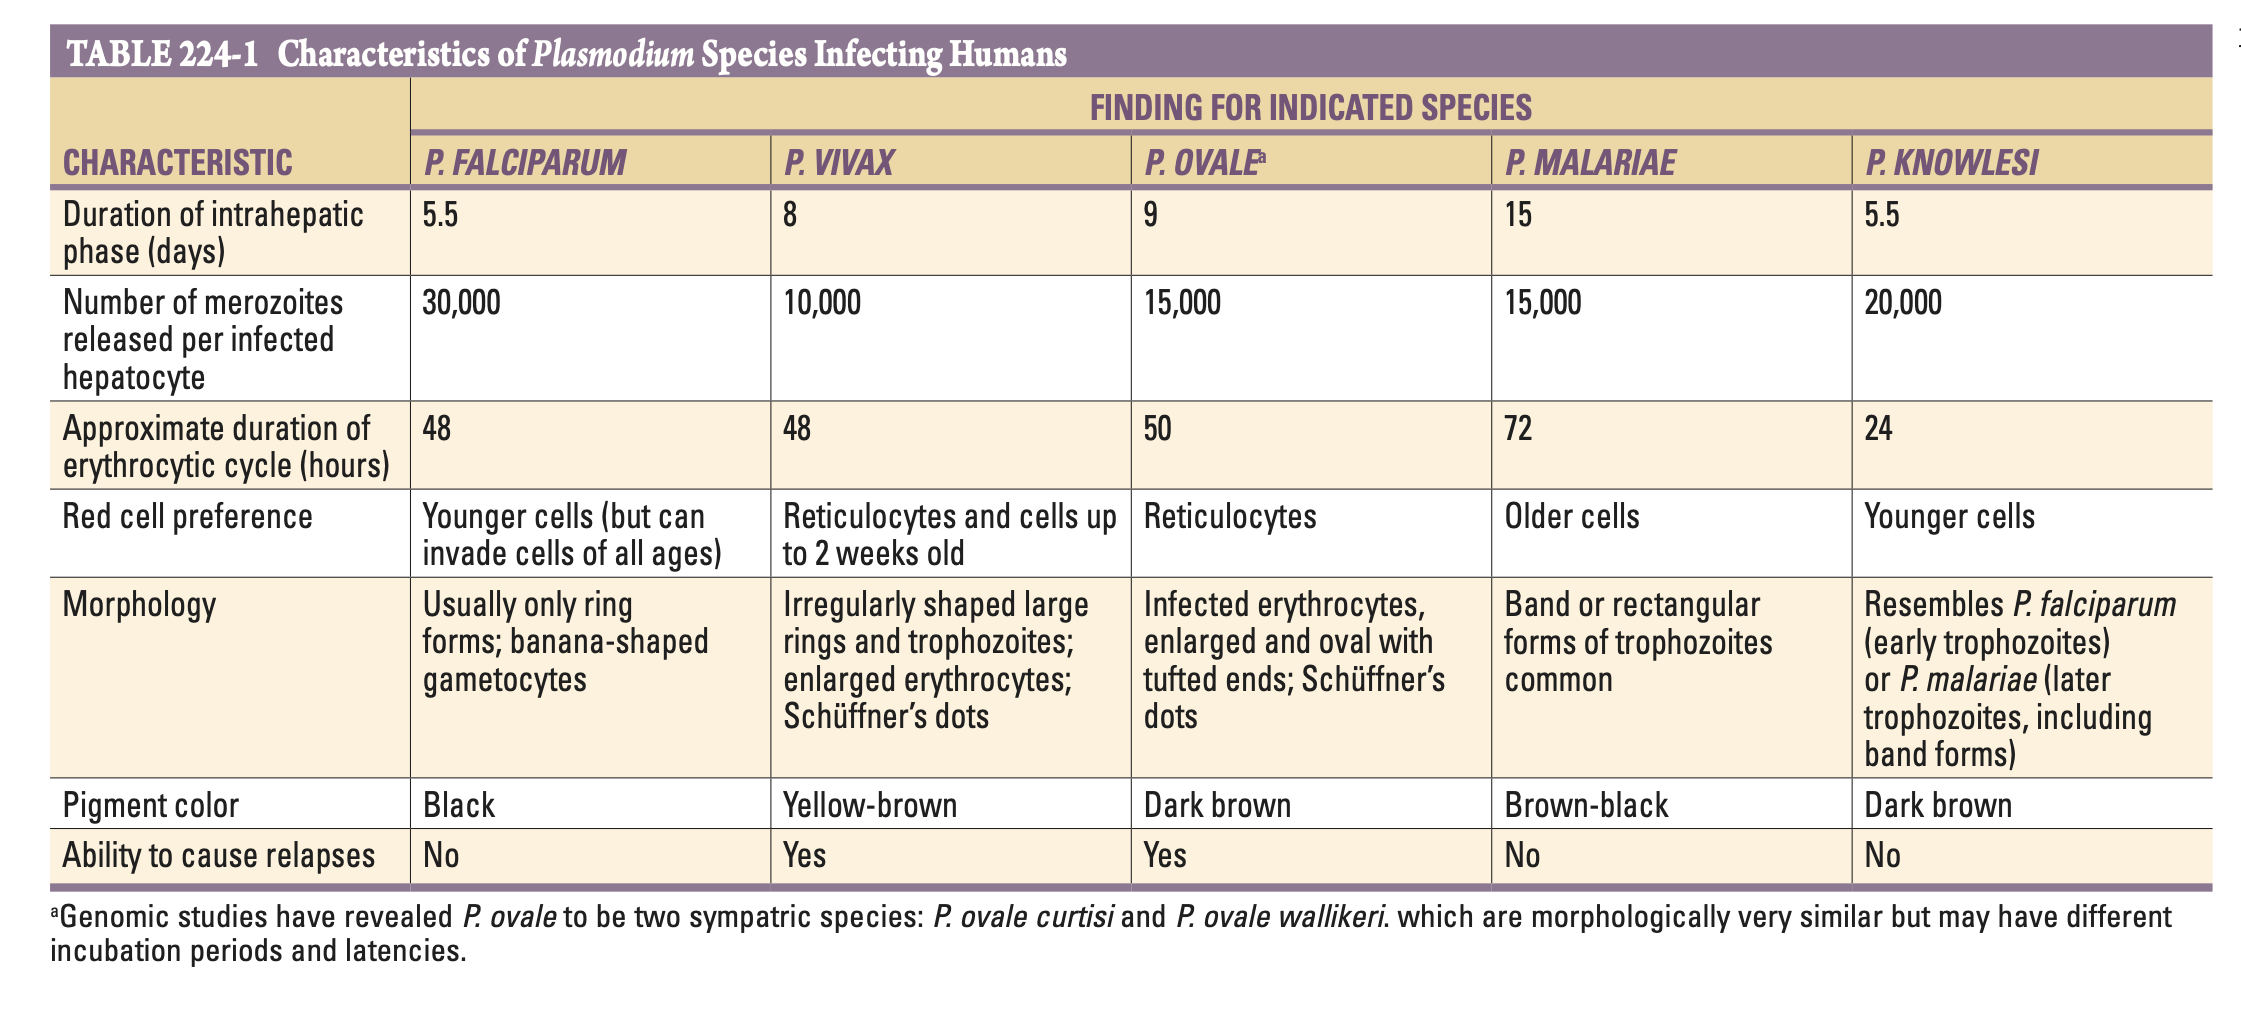 TABLE 224-1 Characteristics of Plasmodium Species Infecting Humans
FINDING FOR INDICATED SPECIES
CHARACTERISTIC P. FALCIPARUM P. VIVAX P. OVALEᵃ P. MALARIAE P. KNOWLESI
Duration of intrahepatic
phase (days)
5.5
8
9
15
5.5
Number of merozoites
released per infected
hepatocyte
30,000
10,000
15,000
15,000
20,000
Approximate duration of
erythrocytic cycle (hours)
48
48
50
72
24
Red cell preference
Younger cells (but can
invade cells of all ages)
Reticulocytes and cells up
to 2 weeks old
Reticulocytes
Older cells
Younger cells
Morphology
Usually only ring
forms; banana-shaped
gametocytes
Irregularly shaped large
rings and trophozoites;
enlarged erythrocytes;
Schüffner’s dots
Infected erythrocytes,
enlarged and oval with
tufted ends; Schüffner’s
dots
Band or rectangular
forms of trophozoites
common
Resembles P. falciparum
(early trophozoites)
or P. malariae (later
trophozoites, including
band forms)
Pigment color
Black
Yellow-brown
Dark brown
Brown-black
Dark brown
Ability to cause relapses
No
Yes
Yes
No
No
ᵃGenomic studies have revealed P. ovale to be two sympatric species: P. ovale curtisi and P. ovale wallikeri. which are morphologically very similar but may have different
incubation periods and latencies.